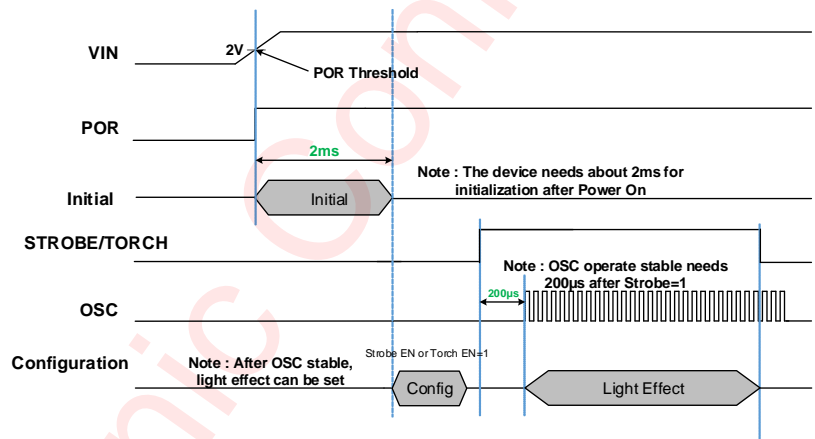 VIN
2V
POR Threshold
POR
2ms
Note : The device needs about 2ms for
initialization after Power On
Initial
Initial
STROBE/TORCH
Note : OSC operate stable needs
200µs after Strobe=1
200µs
OSC
Configuration
Note : After OSC stable,
light effect can be set
Strobe EN or Torch EN=1
Config
Light Effect